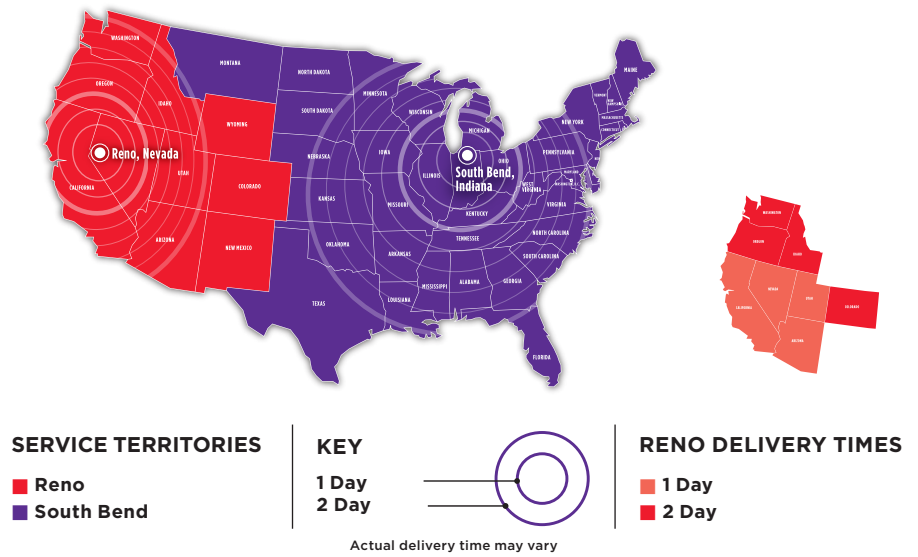 WASHINGTON
OREGON
IDAHO
MONTANA
WYOMING
Reno, Nevada
CALIFORNIA
UTAH
COLORADO
ARIZONA
NEW MEXICO
NORTH DAKOTA
SOUTH DAKOTA
NEBRASKA
KANSAS
OKLAHOMA
TEXAS
MINNESOTA
IOWA
MISSOURI
ARKANSAS
LOUISIANA
WISCONSIN
ILLINOIS
MICHIGAN
South Bend,
Indiana
OHIO
KENTUCKY
TENNESSEE
MISSISSIPPI
ALABAMA
GEORGIA
FLORIDA
SOUTH CAROLINA
NORTH CAROLINA
VIRGINIA
WEST
VIRGINIA
WASHINGTON, D.C.
MARYLAND
PENNSYLVANIA
NEW YORK
VERMONT
NEW
HAMPSHIRE
MASSACHUSETTS
CONNECTICUT
MAINE
WASHINGTON
OREGON
IDAHO
NEVADA
CALIFORNIA
UTAH
COLORADO
ARIZONA
SERVICE TERRITORIES
Reno
South Bend
KEY
1 Day
2 Day
RENO DELIVERY TIMES
1 Day
2 Day
Actual delivery time may vary